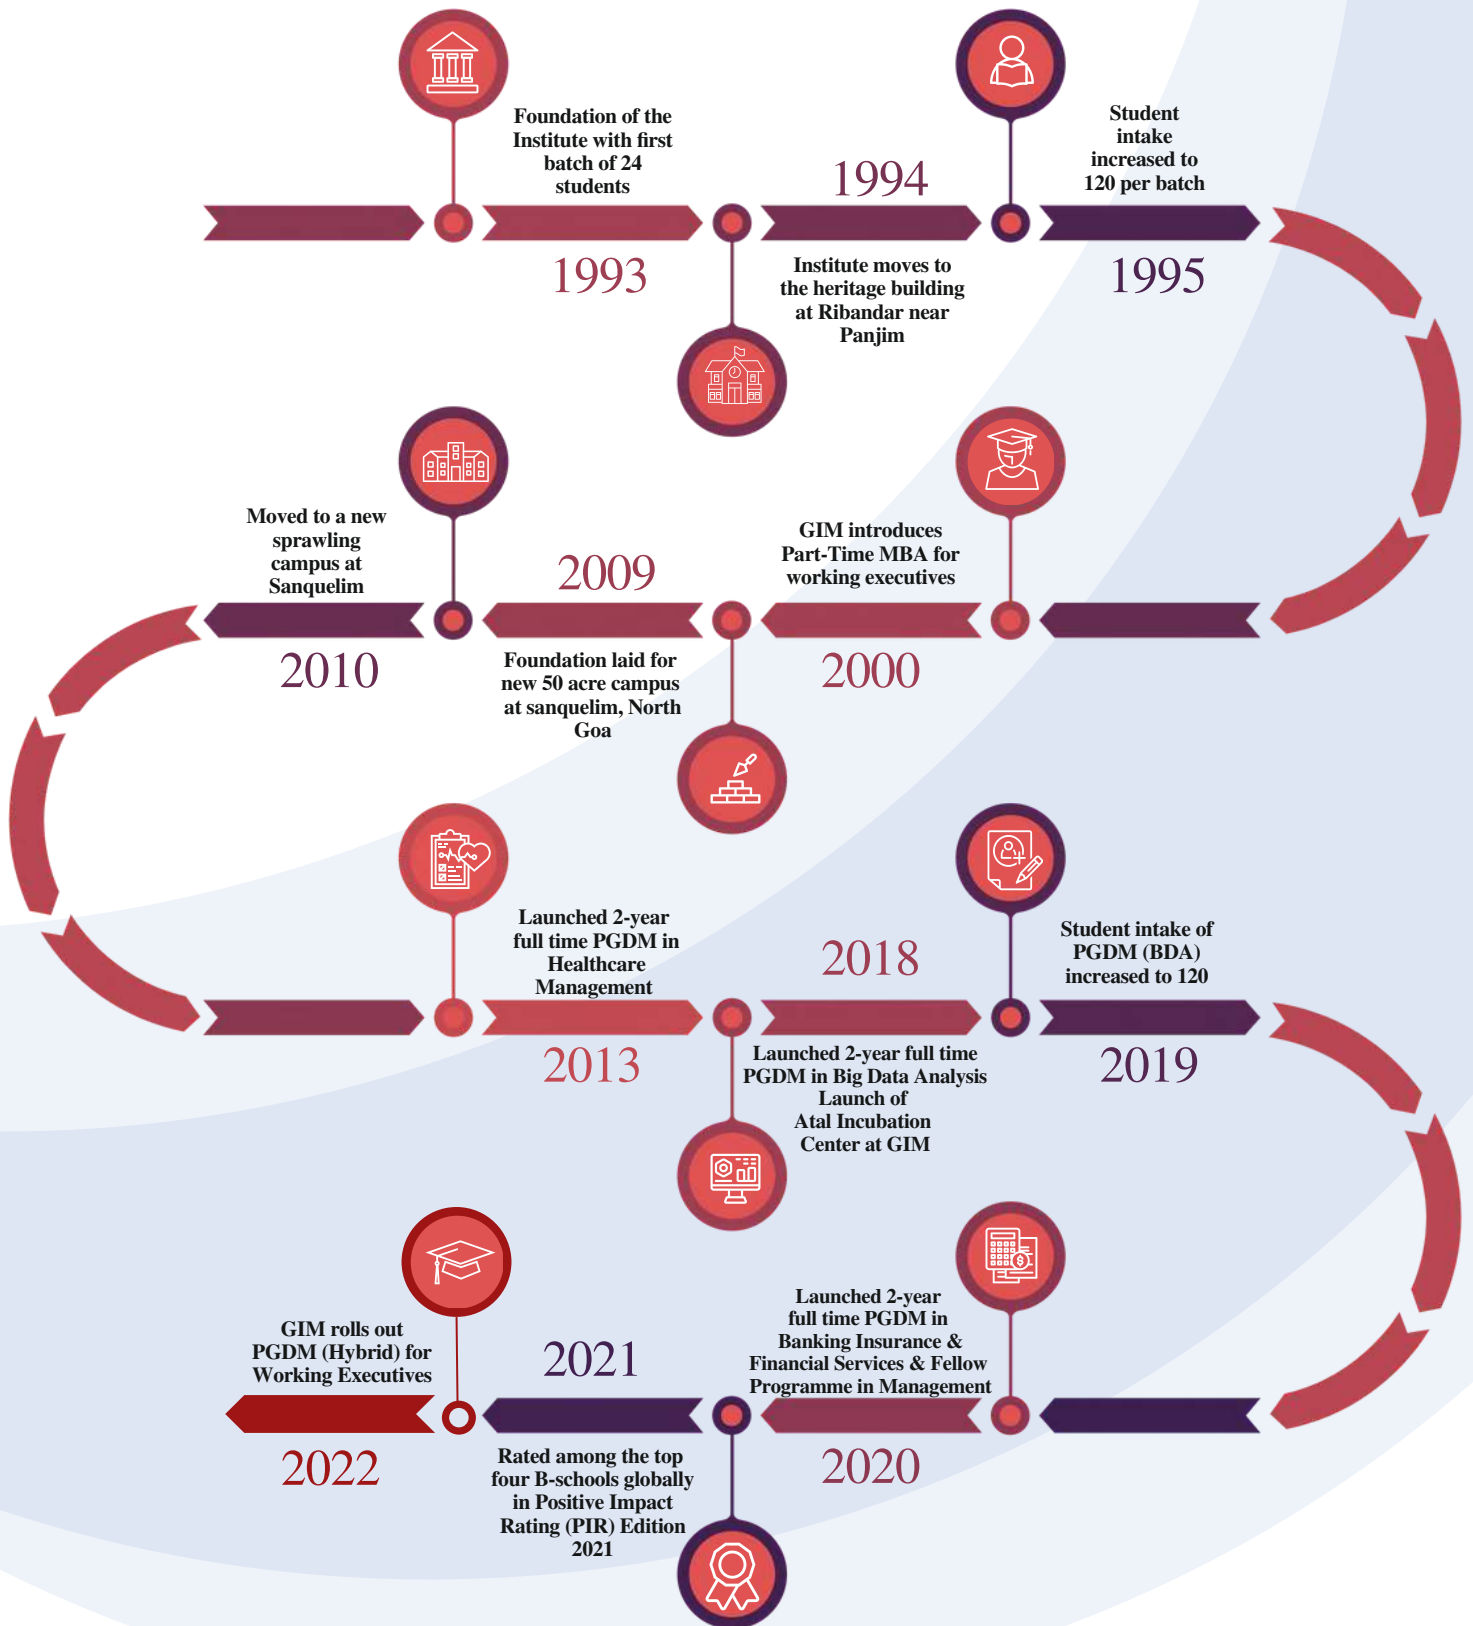 Foundation of the
Institute with first
batch of 24
students
1993
1994
Institute moves to
the heritage building
at Ribandar near
Panjim
Student
intake
increased to
120 per batch
1995
GIM introduces
Part-Time MBA for
working executives
2000
2009
Foundation laid for
new 50 acre campus
at sanquelim, North
Goa
Moved to a new
sprawling
campus at
Sanquelim
2010
Launched 2-year
full time PGDM in
Healthcare
Management
2013
2018
Launched 2-year full time
PGDM in Big Data Analysis
Launch of
Atal Incubation
Center at GIM
Student intake of
PGDM (BDA)
increased to 120
2019
Launched 2-year
full time PGDM in
Banking Insurance &
Financial Services & Fellow
Programme in Management
2020
2021
Rated among the top
four B-schools globally
in Positive Impact
Rating (PIR) Edition
2021
GIM rolls out
PGDM (Hybrid) for
Working Executives
2022